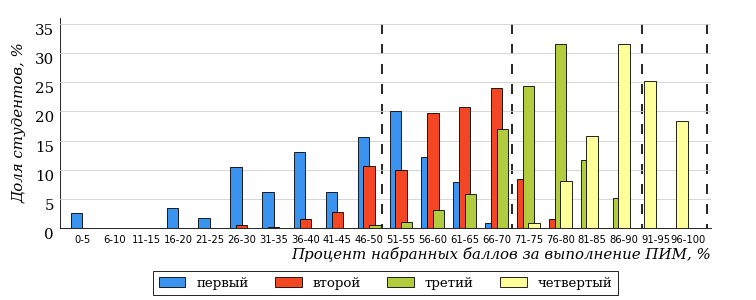 Доля студентов, %
35
30
25
20
15
10
5
0
0-5 6-10 11-15 16-20 21-25 26-30 31-35 36-40 41-45 46-50 51-55 56-60 61-65 66-70 71-75 76-80 81-85 86-90 91-95 96-100
Процент набранных баллов за выполнение ПИМ, %
первый второй третий четвертый